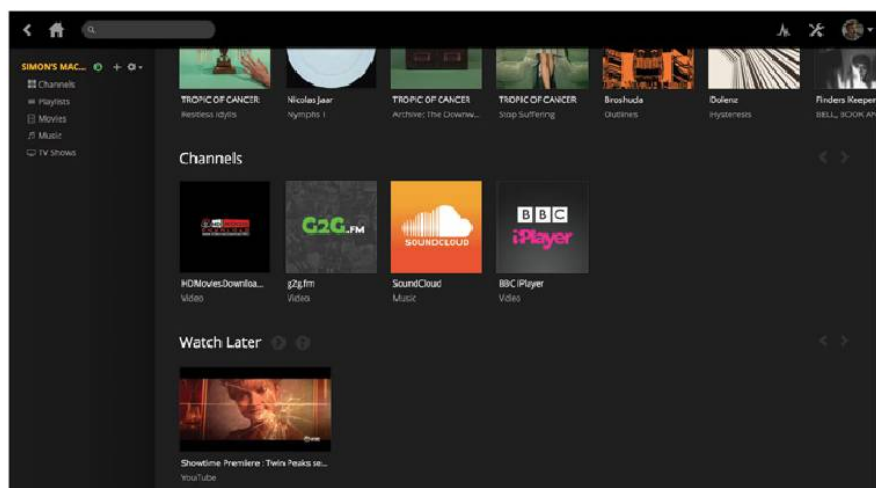 SIMON'S MAC...
Channels
Playlists
Movies
Music
TV Shows
TROPIC OF CANCER
Restless Idylls
Nicolas Jaar
Nymphs I
TROPIC OF CANCER
Archive: The Downw...
TROPIC OF CANCER
Stop Suffering
Broshuda
Outlines
Dolenz
Hysteresis
Finders Keeper
BELL, BOOK AN
Channels
G2G.FM
SOUNDCLOUD
BBC
iPlayer
HDMovies.Downloa...
Video
g2g.fm
Video
SoundCloud
Music
BBC iPlayer
Video
Watch Later
Showtime Premiere : Twin Peaks se...
YouTube